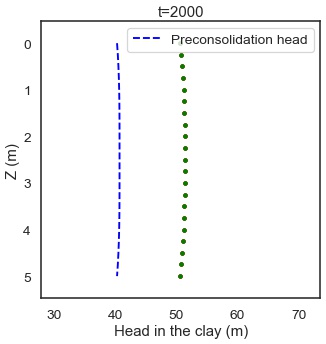 t=2000
Preconsolidation head
0
1
2
3
4
5
Z (m)
30
40
50
60
70
Head in the clay (m)